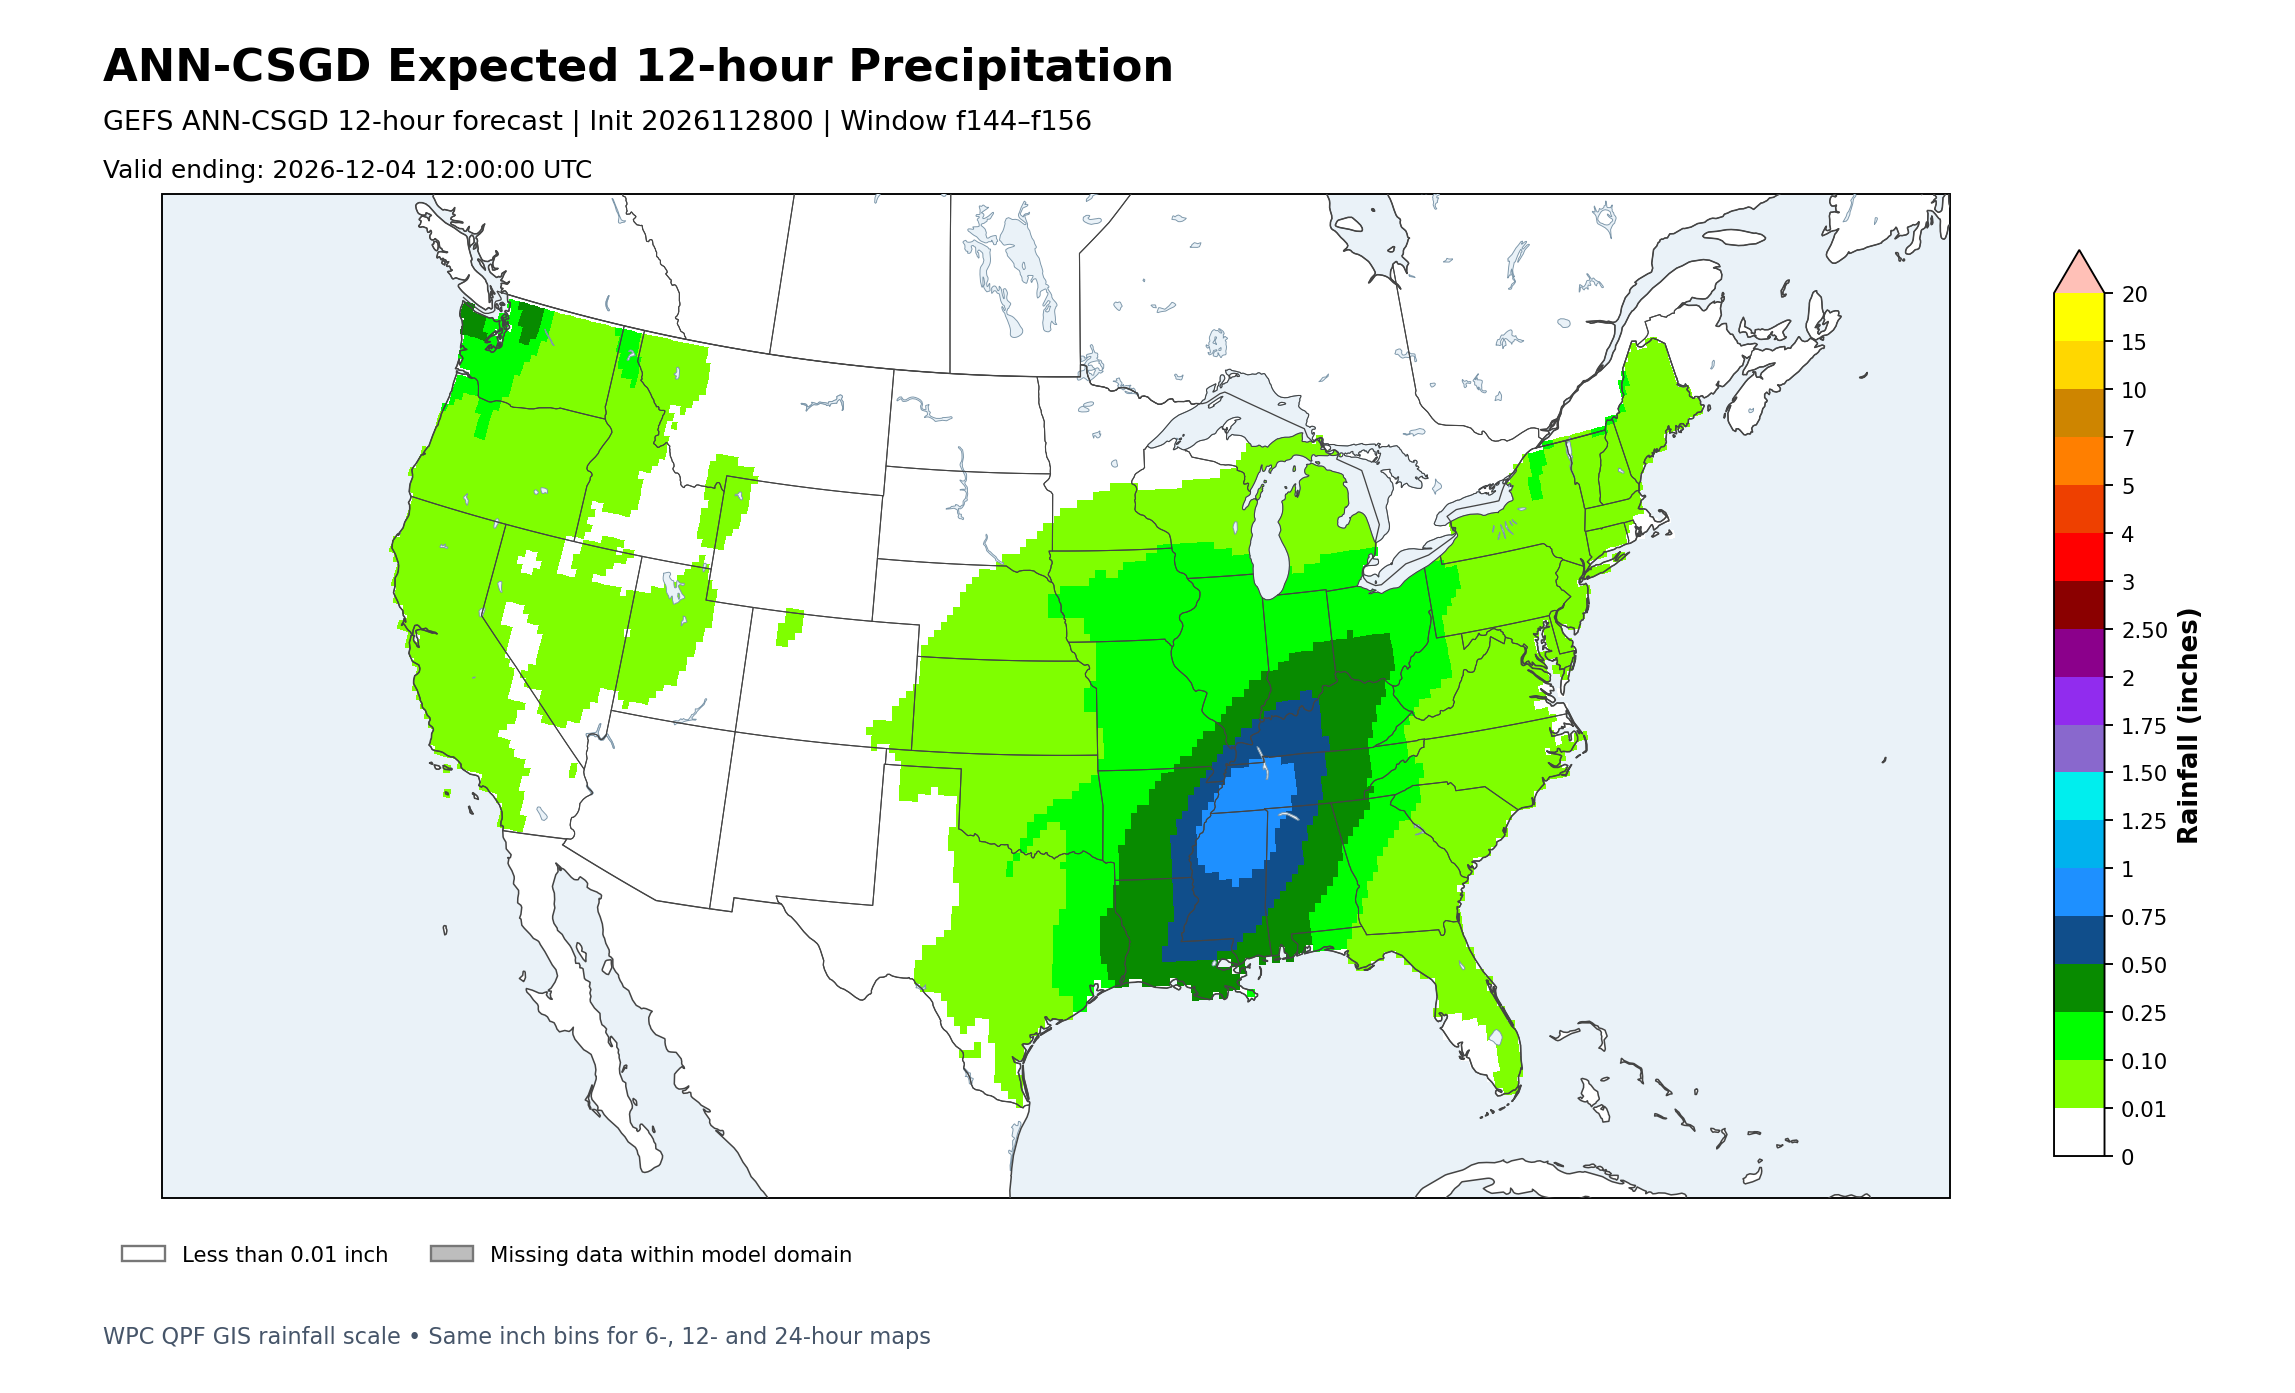 ANN-CSGD Expected 12-hour Precipitation
GEFS ANN-CSGD 12-hour forecast | Init 2026112800 | Window f144–f156
Valid ending: 2026-12-04 12:00:00 UTC
20
15
10
7
5
4
3
2.50
2
1.75
1.50
1.25
1
0.75
0.50
0.25
0.10
0.01
0
Rainfall (inches)
Less than 0.01 inch
Missing data within model domain
WPC QPF GIS rainfall scale • Same inch bins for 6-, 12- and 24-hour maps